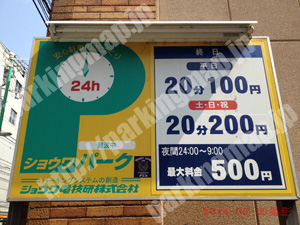 24h
ショウワパーク
ショウワ電技研株式会社
終日
平日
20分100円
土・日・祝
20分200円
夜間24:00~9:00
最大料金 500円
parkingmap.jp